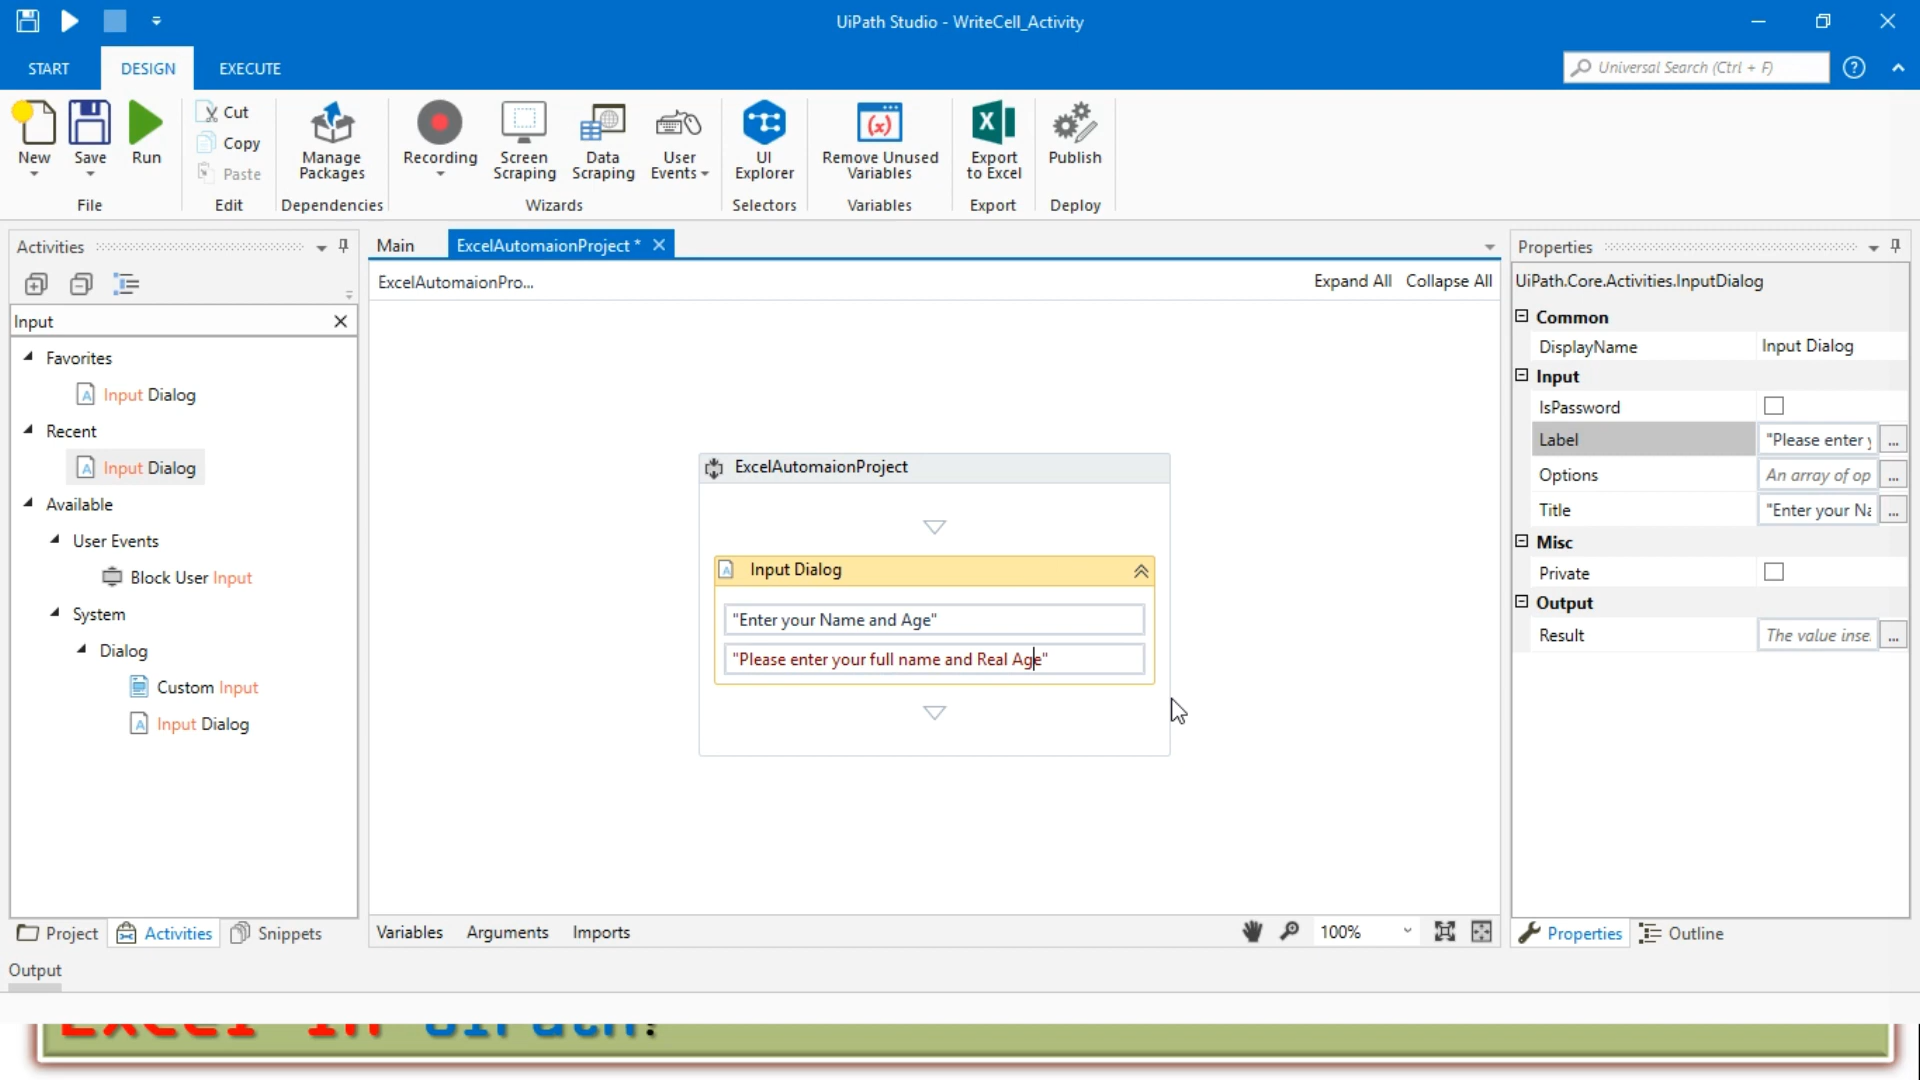 UiPath Studio - WriteCell_Activity
START DESIGN EXECUTE Universal Search (Ctrl + F) ?
New Save Run Cut Copy Paste Manage Packages Recording Screen Scraping Data Scraping User Events UI Explorer Remove Unused Variables Export to Excel Publish
File Edit Dependencies Wizards Selectors Variables Export Deploy
Activities
Input
Favorites
Input Dialog
Recent
Input Dialog
Available
User Events
Block User Input
System
Dialog
Custom Input
Input Dialog
Project Activities Snippets
Main ExcelAutomaionProject *
ExcelAutomaionPro... Expand All Collapse All
ExcelAutomaionProject
Input Dialog
"Enter your Name and Age"
"Please enter your full name and Real Age"
Variables Arguments Imports 100%
Properties
UiPath.Core.Activities.InputDialog
Common
DisplayName Input Dialog
Input
IsPassword
Label "Please enter y ...
Options An array of op ...
Title "Enter your Na ...
Misc
Private
Output
Result The value inse. ...
Properties Outline
Output
Excel in UiPath!